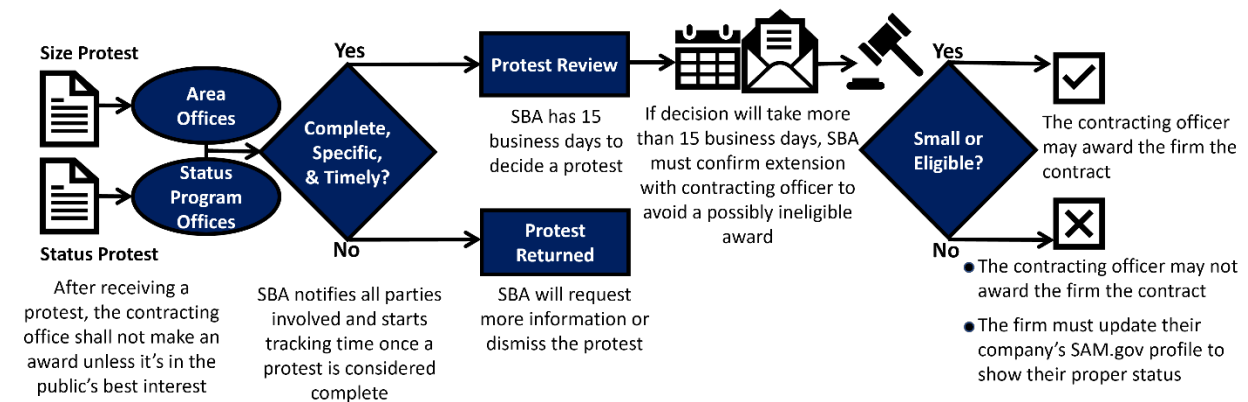 Size Protest
Area
Offices
Status
Program
Offices
Status Protest
After receiving a
protest, the contracting
office shall not make an
award unless it's in the
public's best interest
Yes
Complete,
Specific,
& Timely?
No
SBA notifies all parties
involved and starts
tracking time once a
protest is considered
complete
Protest Review
SBA has 15
business days to
decide a protest
Protest
Returned
SBA will request
more information or
dismiss the protest
If decision will take more
than 15 business days, SBA
must confirm extension
with contracting officer to
avoid a possibly ineligible
award
Yes
Small or
Eligible?
No
The contracting officer
may award the firm the
contract
● The contracting officer may not
award the firm the contract
● The firm must update their
company's SAM.gov profile to
show their proper status